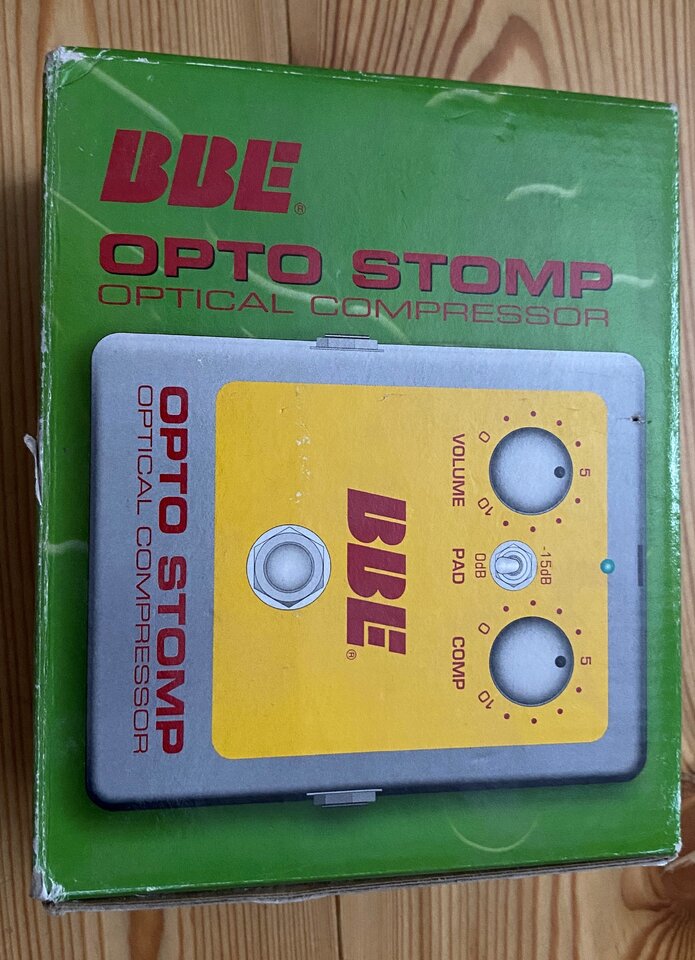 BBE®
OPTO STOMP
OPTICAL COMPRESSOR
VOLUME
0
5
10
PAD
-15dB
0dB
COMP
0
5
10
BBE®
OPTO STOMP
OPTICAL COMPRESSOR